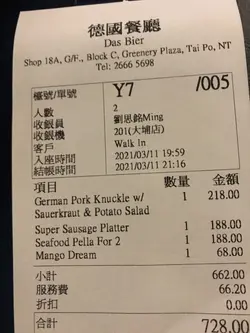 德國餐廳
Das Bier
Shop 18A, G/F., Block C, Greenery Plaza, Tai Po, NT
Tel: 2666 5698
檯號/單號 Y7 /005
人數 2
收銀員 劉恩銘Ming
收銀機 201(大埔店)
客戶 Walk In
入座時間 2021/03/11 19:59
結帳時間 2021/03/11 21:16
項目 數量 金額
German Pork Knuckle w/ 1 218.00
Sauerkraut & Potato Salad
Super Sausage Platter 1 188.00
Seafood Pella For 2 1 188.00
Mango Dream 1 68.00
小計 662.00
服務費 66.20
折扣 0.00
合計 728.00